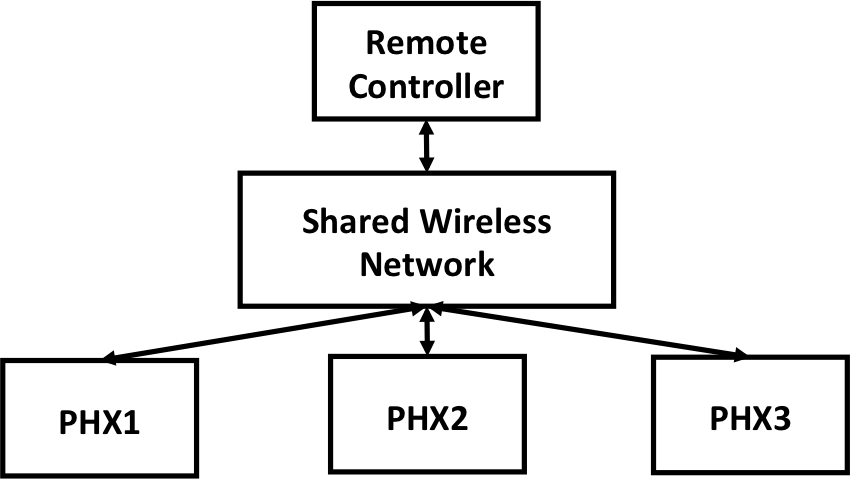 Remote
Controller
Shared Wireless
Network
PHX1
PHX2
PHX3